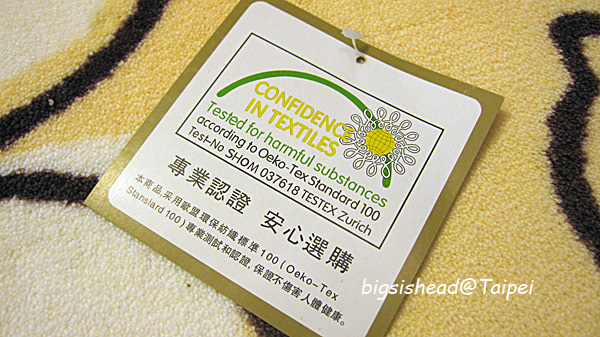 CONFIDENCE
IN TEXTILES
Tested for harmful substances
according to Oeko-Tex Standard 100
Test-No SHOM 037618 TESTEX Zurich
專業認證 安心選購
本商品,采用歐盟環保紡織標準100(Oeko-Tex
Stanslard 100)專業測試和認證,保證不傷害人體健康。
bigsishead@Taipei